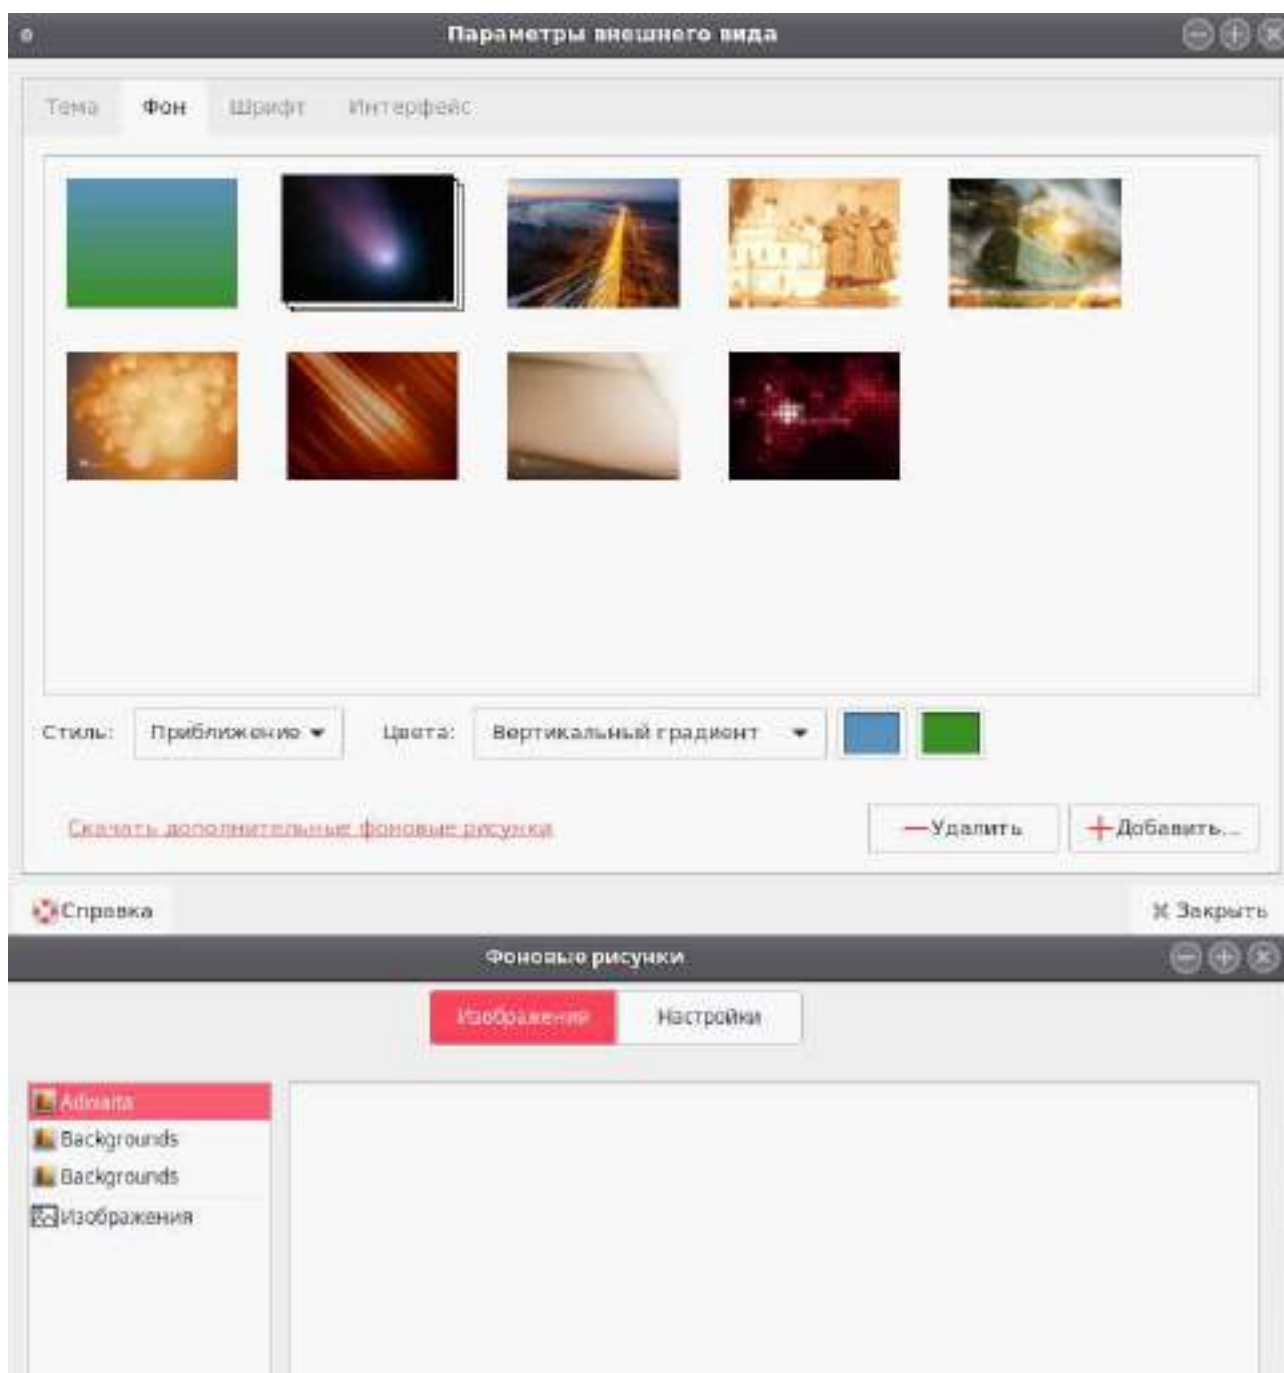 Параметры внешнего вида
Тема Фон Шрифт Интерфейс
Стиль: Приближение Цвета: Вертикальный градиент
Скачать дополнительные фоновые рисунки Удалить Добавить...
Справка Закрыть
Фоновые рисунки
Изображения Настройки
Adwaita
Backgrounds
Backgrounds
Изображения